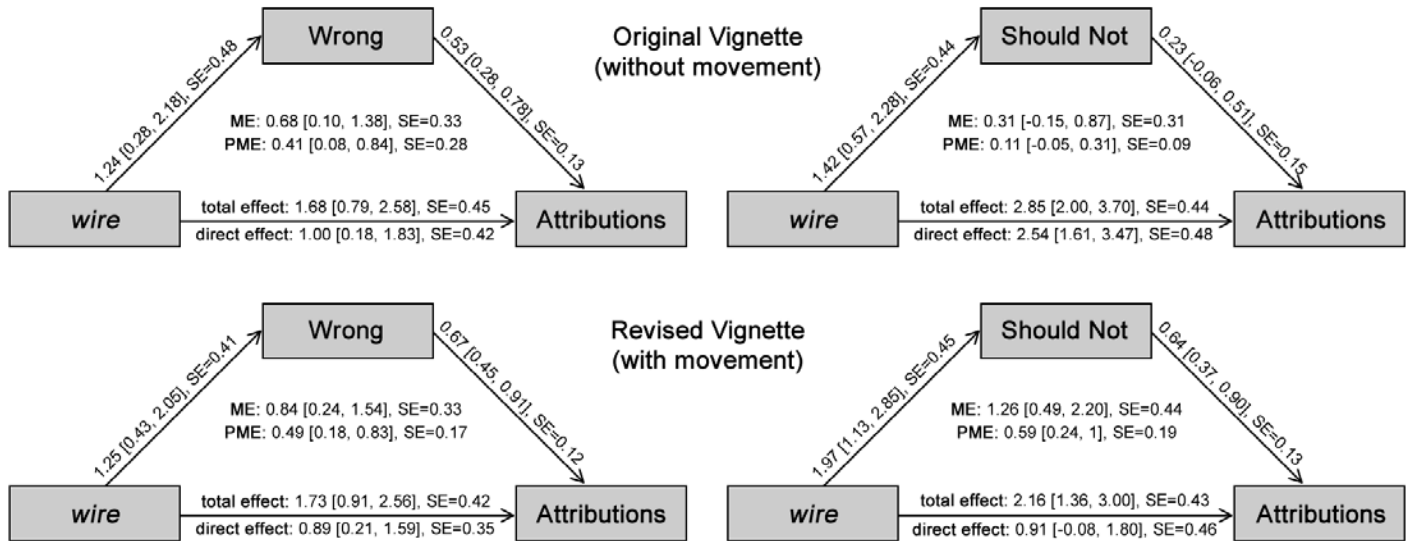 Wrong
Original Vignette
(without movement)
Should Not
1.24 [0.28, 2.18], SE=0.48
0.53 [0.28, 0.78], SE=0.13
ME: 0.68 [0.10, 1.38], SE=0.33
PME: 0.41 [0.08, 0.84], SE=0.28
1.42 [0.57, 2.28], SE=0.44
0.23 [-0.06, 0.51], SE=0.15
ME: 0.31 [-0.15, 0.87], SE=0.31
PME: 0.11 [-0.05, 0.31], SE=0.09
wire
total effect: 1.68 [0.79, 2.58], SE=0.45
direct effect: 1.00 [0.18, 1.83], SE=0.42
Attributions
wire
total effect: 2.85 [2.00, 3.70], SE=0.44
direct effect: 2.54 [1.61, 3.47], SE=0.48
Attributions
Wrong
Revised Vignette
(with movement)
Should Not
1.25 [0.43, 2.05], SE=0.41
0.67 [0.45, 0.91], SE=0.12
ME: 0.84 [0.24, 1.54], SE=0.33
PME: 0.49 [0.18, 0.83], SE=0.17
1.97 [1.13, 2.85], SE=0.45
0.64 [0.37, 0.90], SE=0.13
ME: 1.26 [0.49, 2.20], SE=0.44
PME: 0.59 [0.24, 1], SE=0.19
wire
total effect: 1.73 [0.91, 2.56], SE=0.42
direct effect: 0.89 [0.21, 1.59], SE=0.35
Attributions
wire
total effect: 2.16 [1.36, 3.00], SE=0.43
direct effect: 0.91 [-0.08, 1.80], SE=0.46
Attributions